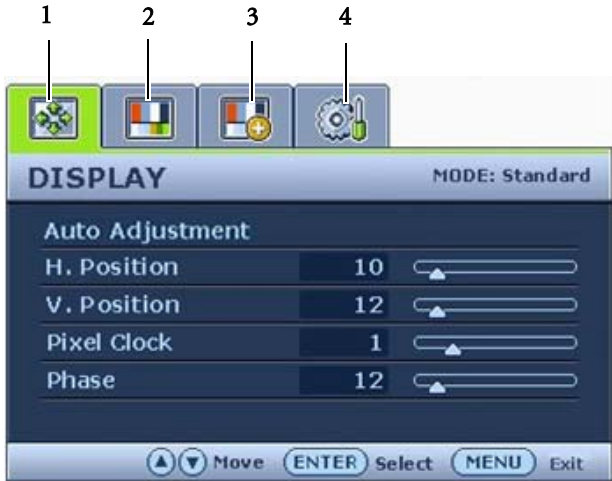 1 2 3 4
DISPLAY MODE: Standard
Auto Adjustment
H. Position 10
V. Position 12
Pixel Clock 1
Phase 12
Move ENTER Select MENU Exit